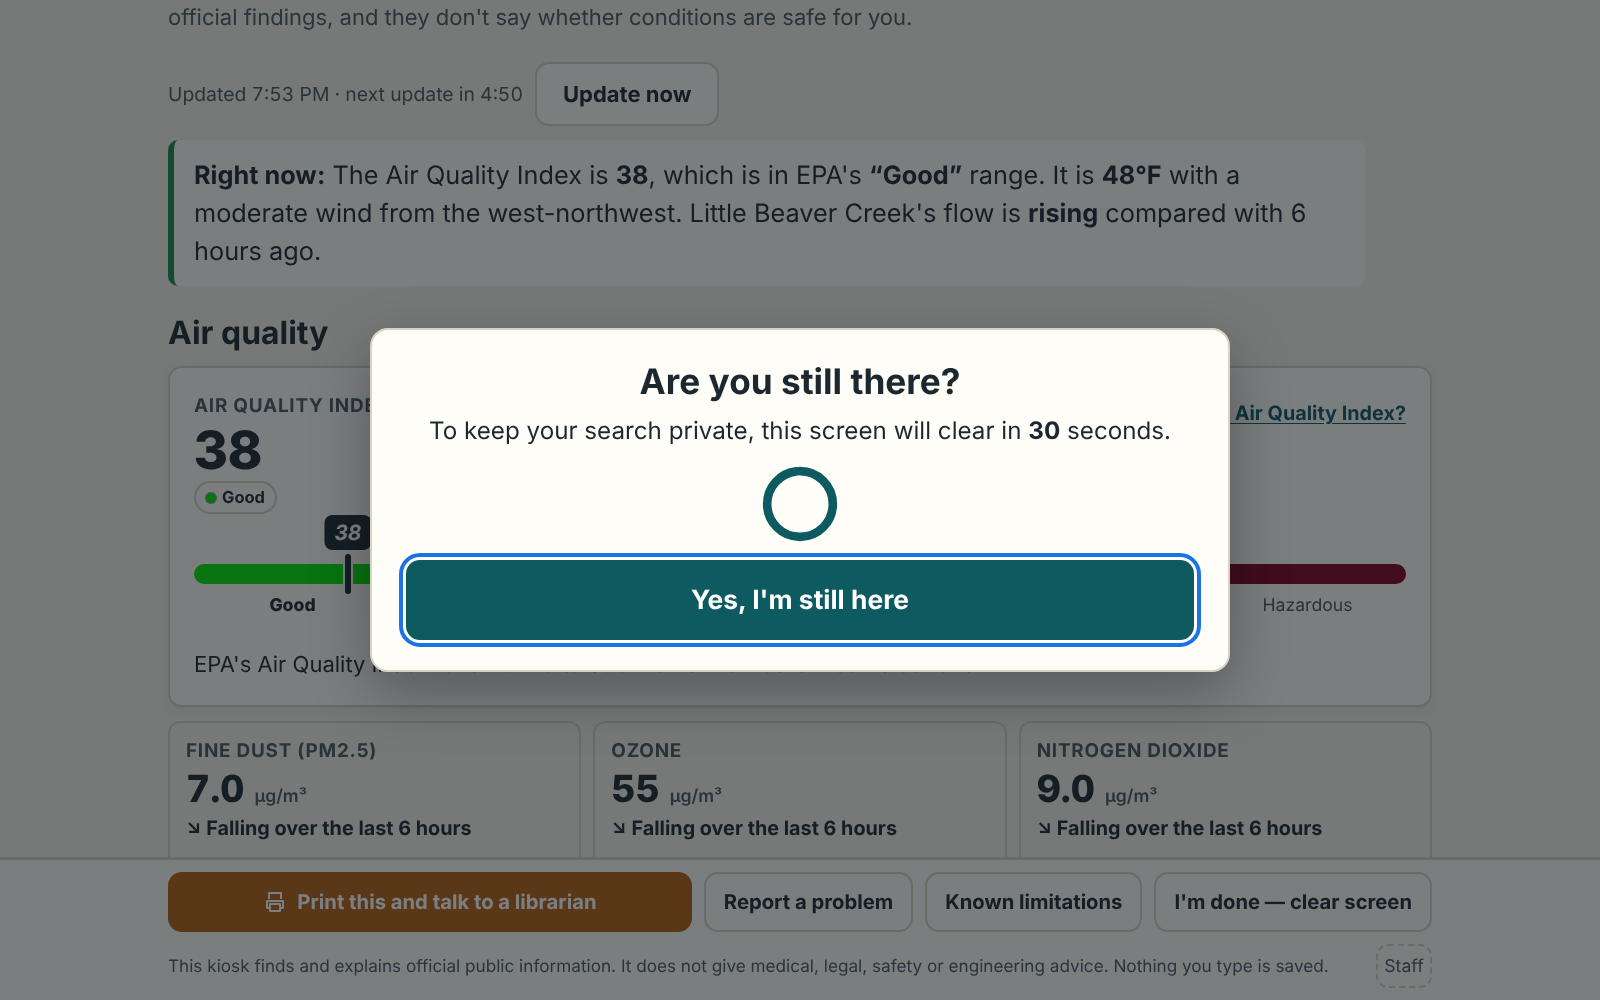 official findings, and they don't say whether conditions are safe for you.
Updated 7:53 PM · next update in 4:50
Update now
Right now: The Air Quality Index is 38, which is in EPA's “Good” range. It is 48°F with a
moderate wind from the west-northwest. Little Beaver Creek's flow is rising compared with 6
hours ago.
Air quality
AIR QUALITY
Air Quality Index?
38
Good
38
Good
Hazardous
EPA's Air Quality
Are you still there?
To keep your search private, this screen will clear in 30 seconds.
Yes, I'm still here
FINE DUST (PM2.5)
7.0 µg/m³
↘ Falling over the last 6 hours
OZONE
55 µg/m³
↘ Falling over the last 6 hours
NITROGEN DIOXIDE
9.0 µg/m³
↘ Falling over the last 6 hours
Print this and talk to a librarian
Report a problem
Known limitations
I'm done — clear screen
This kiosk finds and explains official public information. It does not give medical, legal, safety or engineering advice. Nothing you type is saved.
Staff